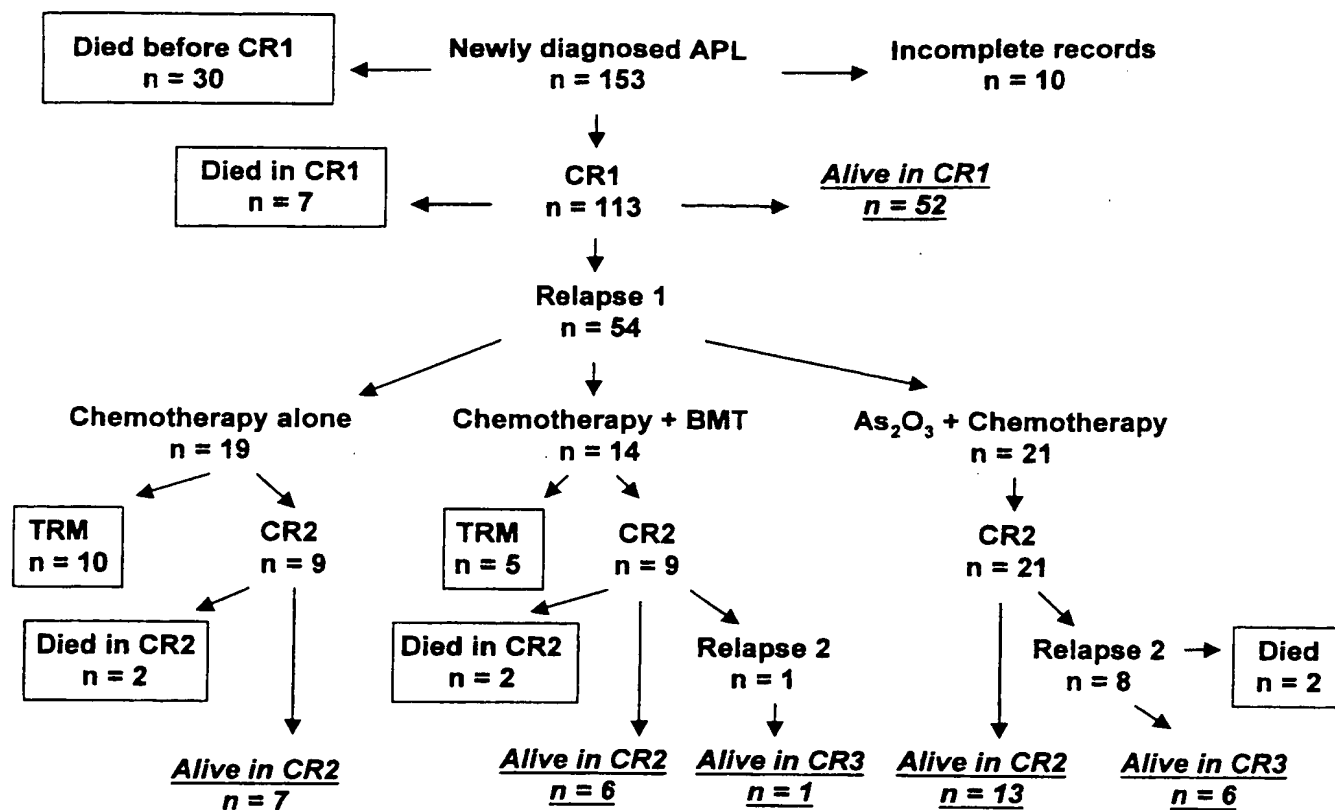 Died before CR1
n = 30
Newly diagnosed APL
n = 153
Incomplete records
n = 10
Died in CR1
n = 7
CR1
n = 113
Alive in CR1
n = 52
Relapse 1
n = 54
Chemotherapy alone
n = 19
Chemotherapy + BMT
n = 14
As₂O₃ + Chemotherapy
n = 21
TRM
n = 10
CR2
n = 9
TRM
n = 5
CR2
n = 9
CR2
n = 21
Died in CR2
n = 2
Died in CR2
n = 2
Relapse 2
n = 1
Relapse 2
n = 8
Died
n = 2
Alive in CR2
n = 7
Alive in CR2
n = 6
Alive in CR3
n = 1
Alive in CR2
n = 13
Alive in CR3
n = 6